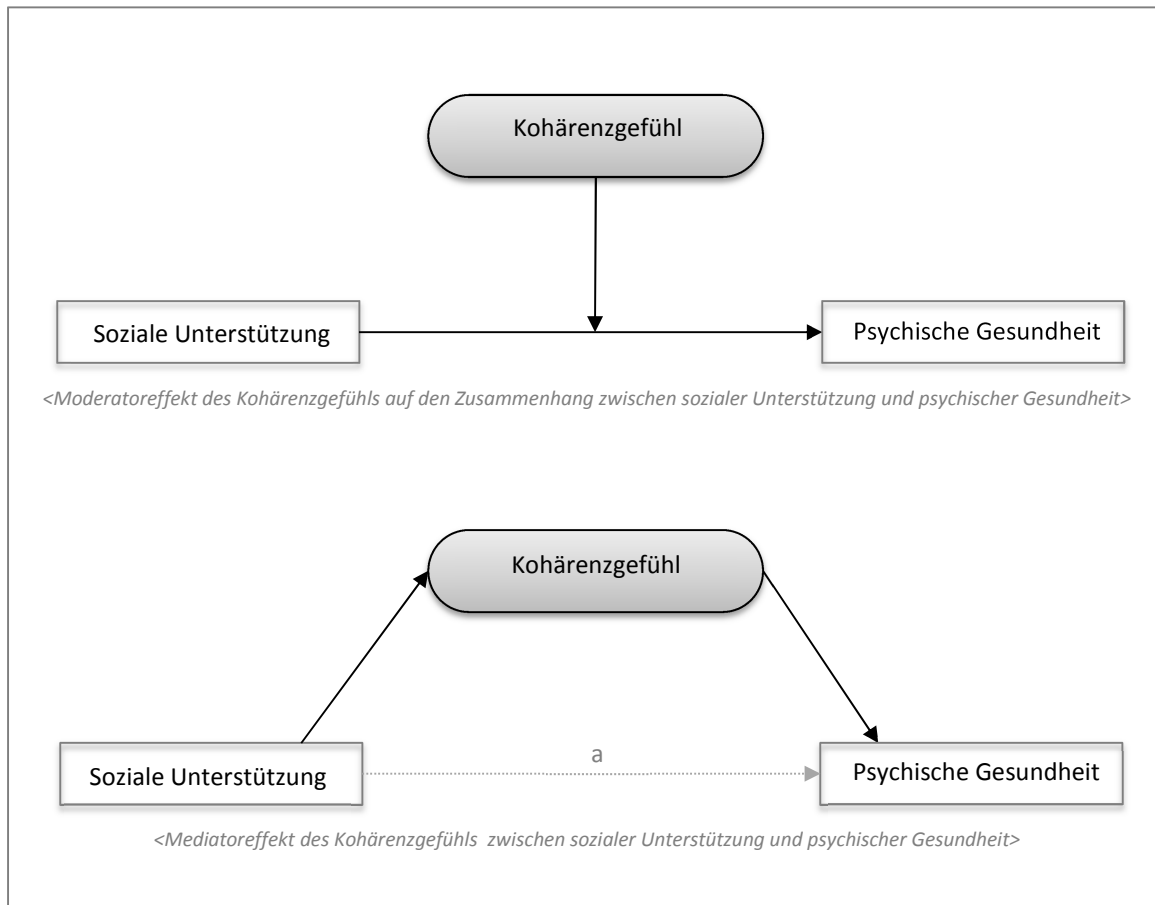 Kohärenzgefühl
Soziale Unterstützung
Psychische Gesundheit
<Moderatoreffekt des Kohärenzgefühls auf den Zusammenhang zwischen sozialer Unterstützung und psychischer Gesundheit>
Kohärenzgefühl
a
Soziale Unterstützung
Psychische Gesundheit
<Mediatoreffekt des Kohärenzgefühls  zwischen sozialer Unterstützung und psychischer Gesundheit>